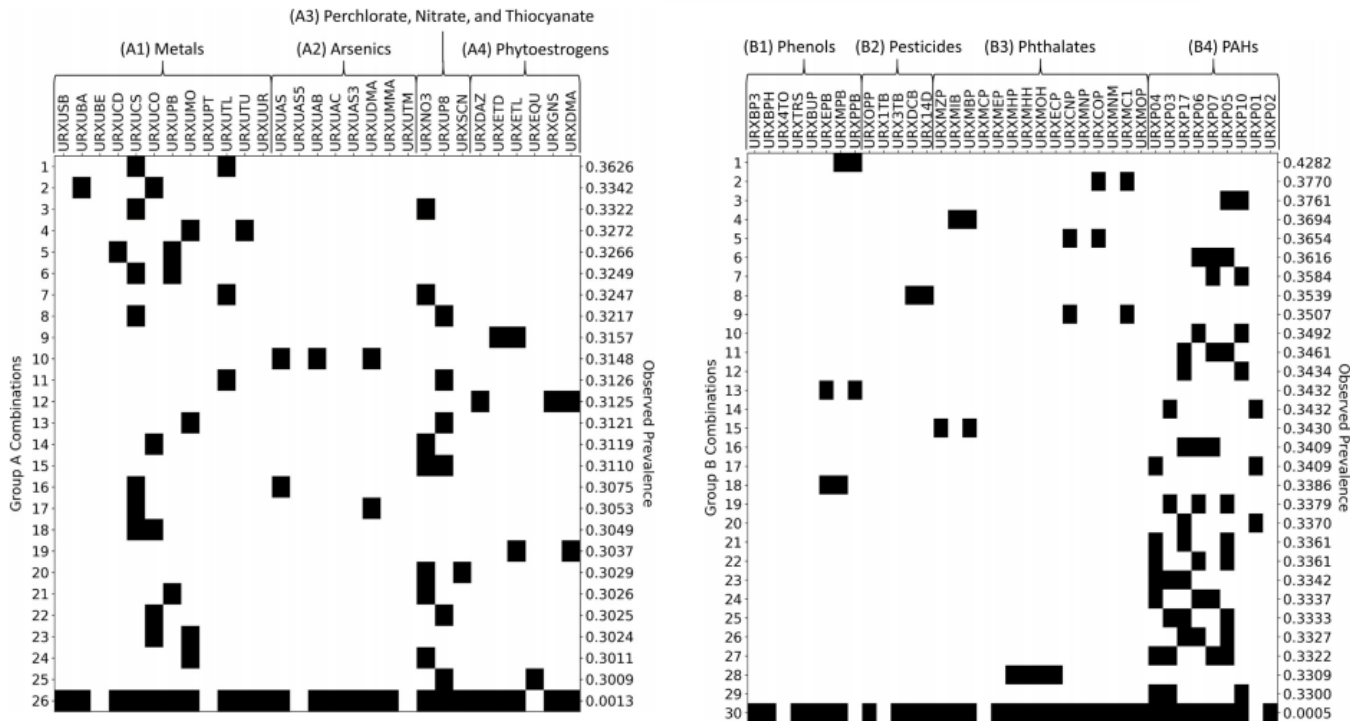 (A3) Perchlorate, Nitrate, and Thiocyanate
(A1) Metals
(A2) Arsenics
(A4) Phytoestrogens
URXUSB
URXUBA
URXUBE
URXUCD
URXUCS
URXUCO
URXUPB
URXUMO
URXUPT
URXUTL
URXUTU
URXUUR
URXUAS
URXUAS5
URXUAB
URXUAC
URXUAS3
URXUDMA
URXUMMA
URXUTM
URXNO3
URXUP8
URXSCN
URXDAZ
URXETD
URXETL
URXEQU
URXGNS
URXDMA
Group A Combinations
1 0.3626
2 0.3342
3 0.3322
4 0.3272
5 0.3266
6 0.3249
7 0.3247
8 0.3217
9 0.3157
10 0.3148
11 0.3126
12 0.3125
13 0.3121
14 0.3119
15 0.3110
16 0.3075
17 0.3053
18 0.3049
19 0.3037
20 0.3029
21 0.3026
22 0.3025
23 0.3024
24 0.3011
25 0.3009
26 0.0013
Observed Prevalence
(B1) Phenols
(B2) Pesticides
(B3) Phthalates
(B4) PAHs
URXBP3
URXBPH
URX4TO
URXTRS
URXBUP
URXEPB
URXMPB
URXPPB
URXOPP
URX1TB
URX3TB
URXDCB
URX14D
URXMZP
URXMIB
URXMBP
URXMCP
URXMEP
URXMHP
URXMHH
URXMOH
URXECP
URXCNP
URXMNP
URXCOP
URXMNM
URXMC1
URXMOP
URXP04
URXP03
URXP17
URXP06
URXP07
URXP05
URXP10
URXP01
URXP02
Group B Combinations
1 0.4282
2 0.3770
3 0.3761
4 0.3694
5 0.3654
6 0.3616
7 0.3584
8 0.3539
9 0.3507
10 0.3492
11 0.3461
12 0.3434
13 0.3432
14 0.3432
15 0.3430
16 0.3409
17 0.3409
18 0.3386
19 0.3379
20 0.3370
21 0.3361
22 0.3361
23 0.3342
24 0.3337
25 0.3333
26 0.3327
27 0.3322
28 0.3309
29 0.3300
30 0.0005
Observed Prevalence